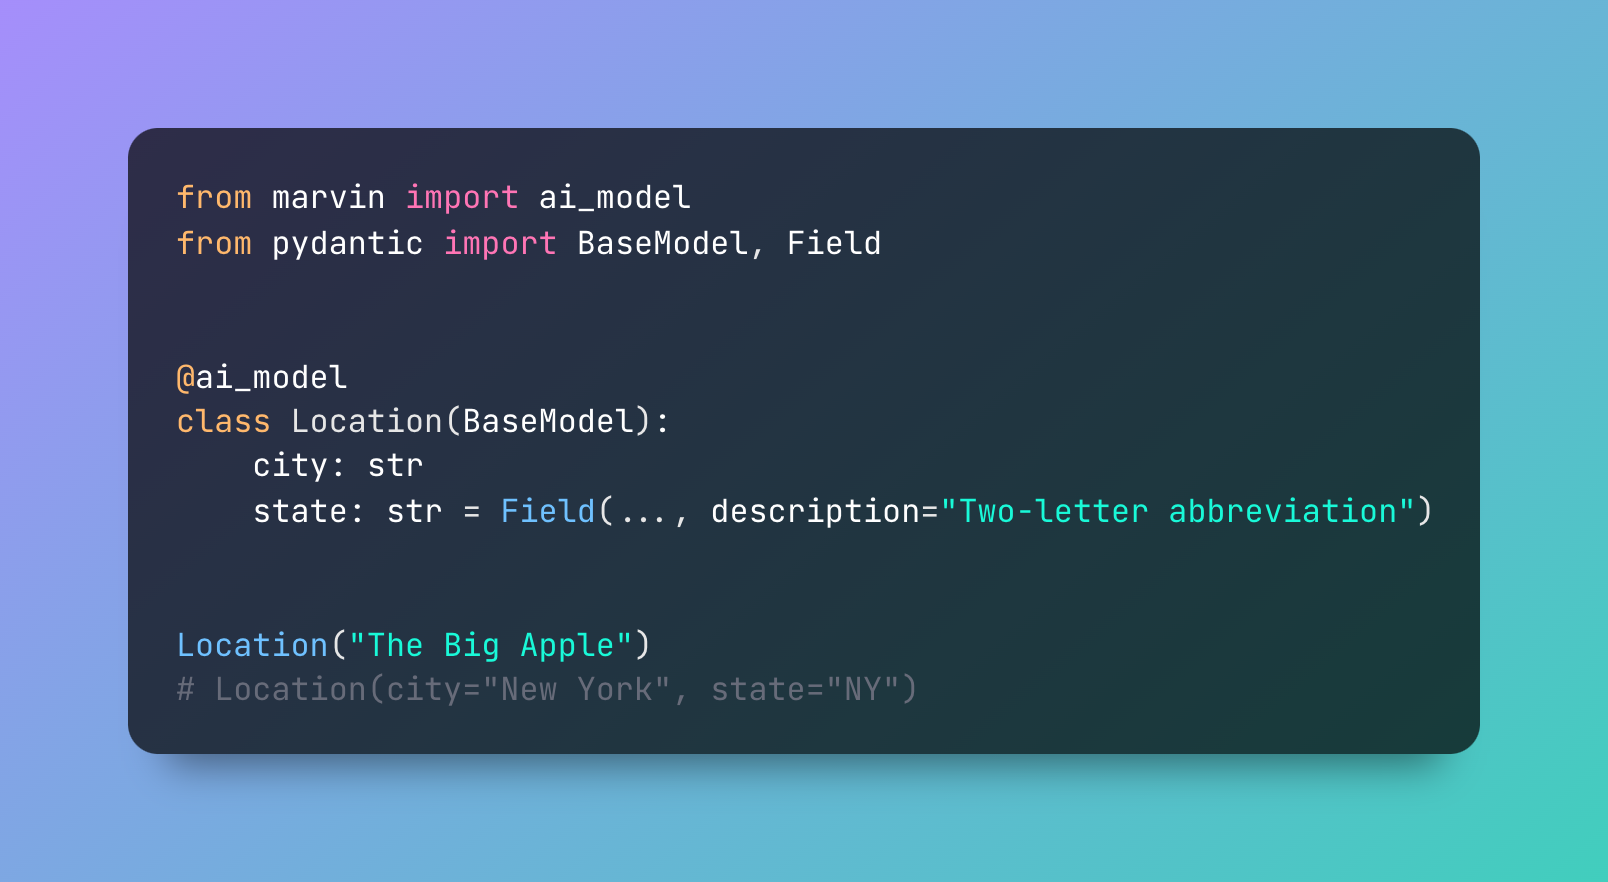 from marvin import ai_model
from pydantic import BaseModel, Field
@ai_model
class Location(BaseModel):
    city: str
    state: str = Field(..., description="Two-letter abbreviation")
Location("The Big Apple")
# Location(city="New York", state="NY")